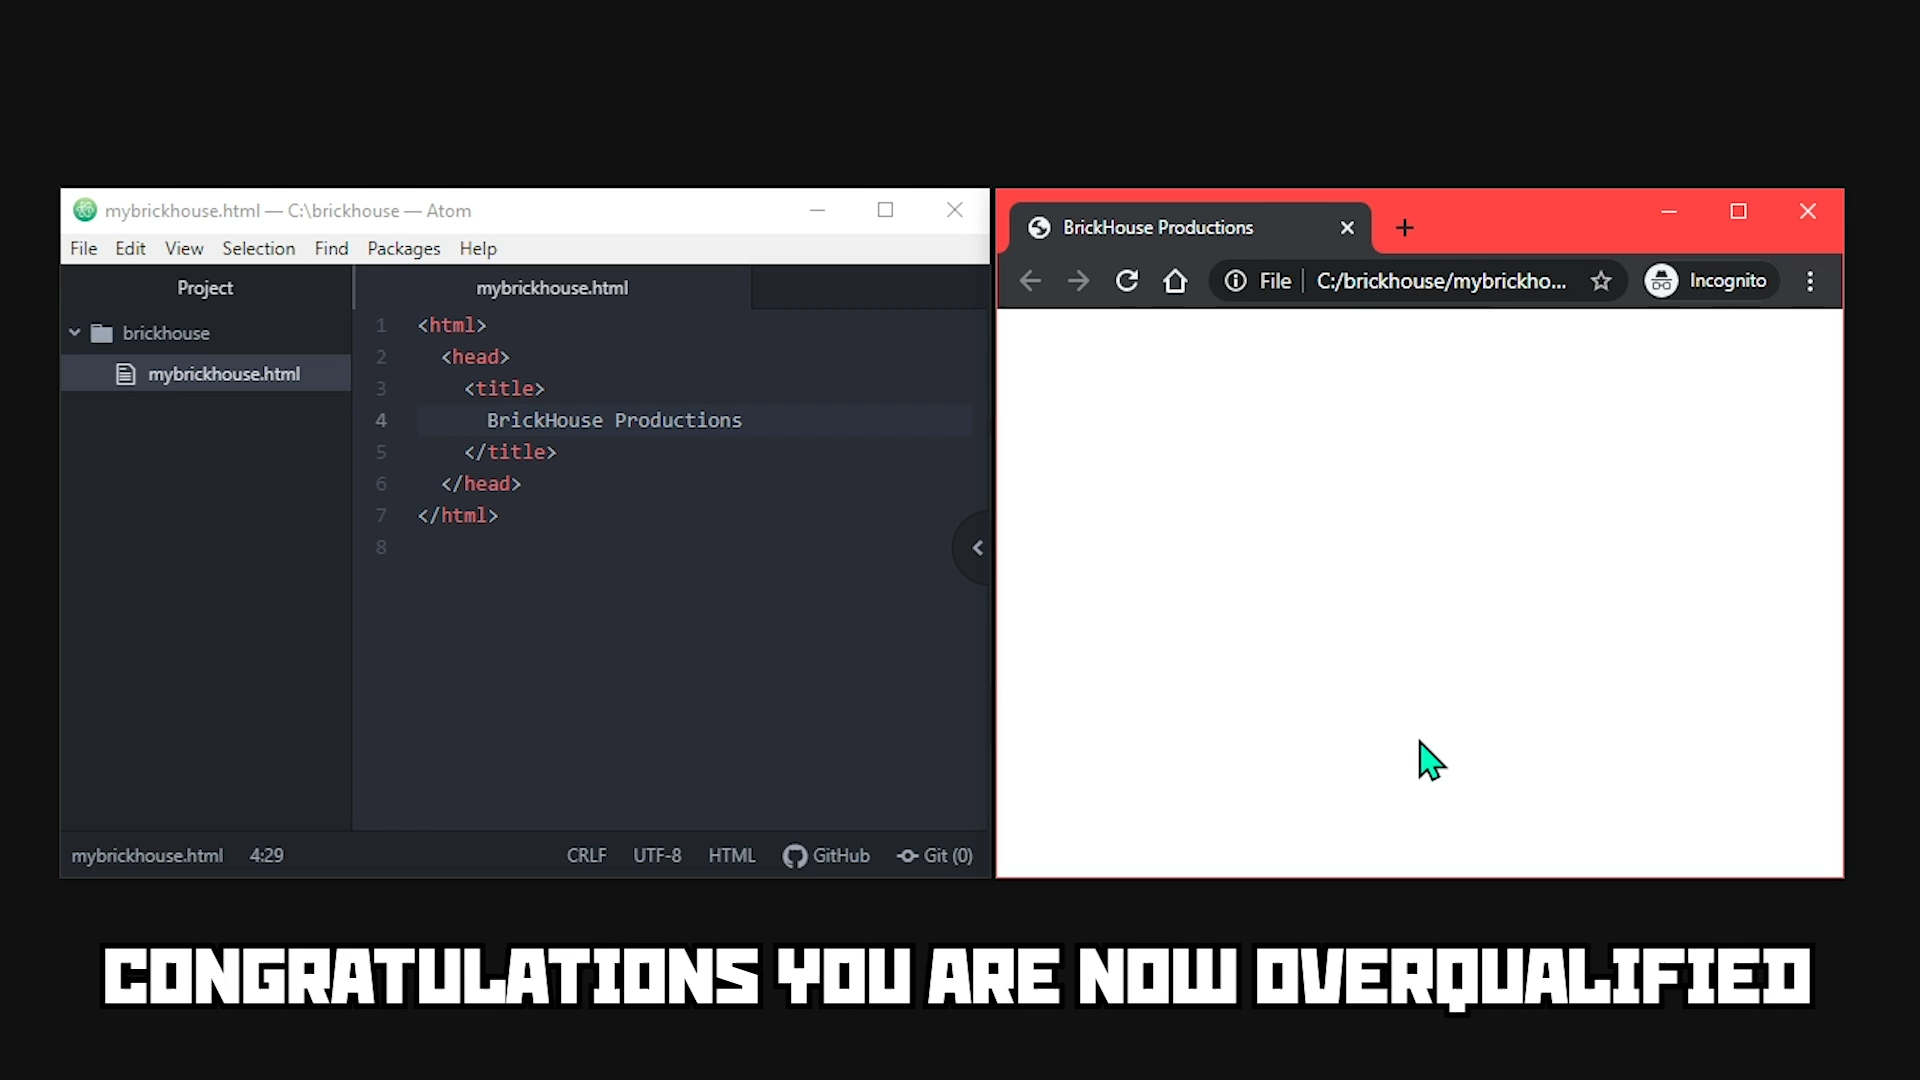 mybrickhouse.html — C:\brickhouse — Atom
File Edit View Selection Find Packages Help
Project
brickhouse
mybrickhouse.html
mybrickhouse.html
1 <html>
2 <head>
3 <title>
4 BrickHouse Productions
5 </title>
6 </head>
7 </html>
8
mybrickhouse.html 4:29 CRLF UTF-8 HTML GitHub Git (0)
BrickHouse Productions
File C:/brickhouse/mybrickho... Incognito
CONGRATULATIONS YOU ARE NOW OVERQUALIFIED